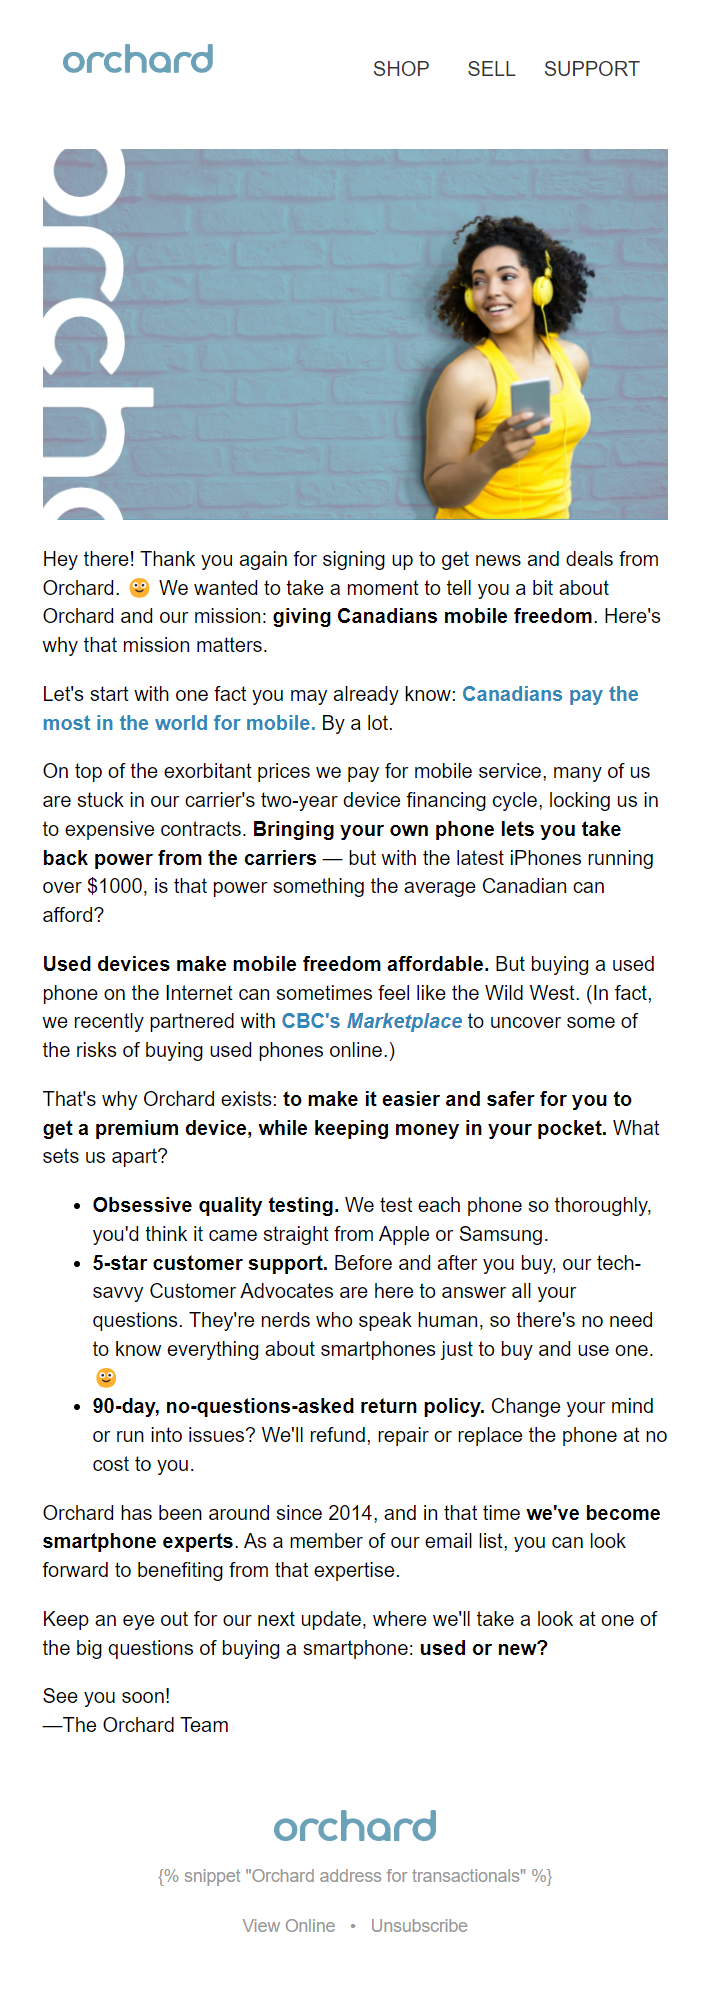 orchard
SHOP SELL SUPPORT
orcha
Hey there! Thank you again for signing up to get news and deals from
Orchard. 🙂 We wanted to take a moment to tell you a bit about
Orchard and our mission: giving Canadians mobile freedom. Here's
why that mission matters.
Let's start with one fact you may already know: Canadians pay the
most in the world for mobile. By a lot.
On top of the exorbitant prices we pay for mobile service, many of us
are stuck in our carrier's two-year device financing cycle, locking us in
to expensive contracts. Bringing your own phone lets you take
back power from the carriers — but with the latest iPhones running
over $1000, is that power something the average Canadian can
afford?
Used devices make mobile freedom affordable. But buying a used
phone on the Internet can sometimes feel like the Wild West. (In fact,
we recently partnered with CBC's Marketplace to uncover some of
the risks of buying used phones online.)
That's why Orchard exists: to make it easier and safer for you to
get a premium device, while keeping money in your pocket. What
sets us apart?
• Obsessive quality testing. We test each phone so thoroughly,
you'd think it came straight from Apple or Samsung.
• 5-star customer support. Before and after you buy, our tech-
savvy Customer Advocates are here to answer all your
questions. They're nerds who speak human, so there's no need
to know everything about smartphones just to buy and use one.
🙂
• 90-day, no-questions-asked return policy. Change your mind
or run into issues? We'll refund, repair or replace the phone at no
cost to you.
Orchard has been around since 2014, and in that time we've become
smartphone experts. As a member of our email list, you can look
forward to benefiting from that expertise.
Keep an eye out for our next update, where we'll take a look at one of
the big questions of buying a smartphone: used or new?
See you soon!
—The Orchard Team
orchard
{% snippet "Orchard address for transactionals" %}
View Online • Unsubscribe